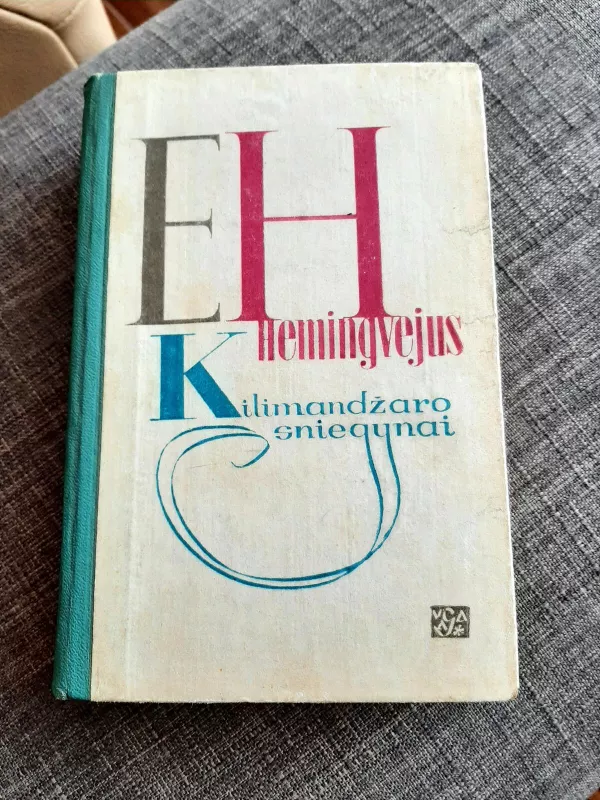 EH
Hemingvejus
Kilimandžaro
sniegynai